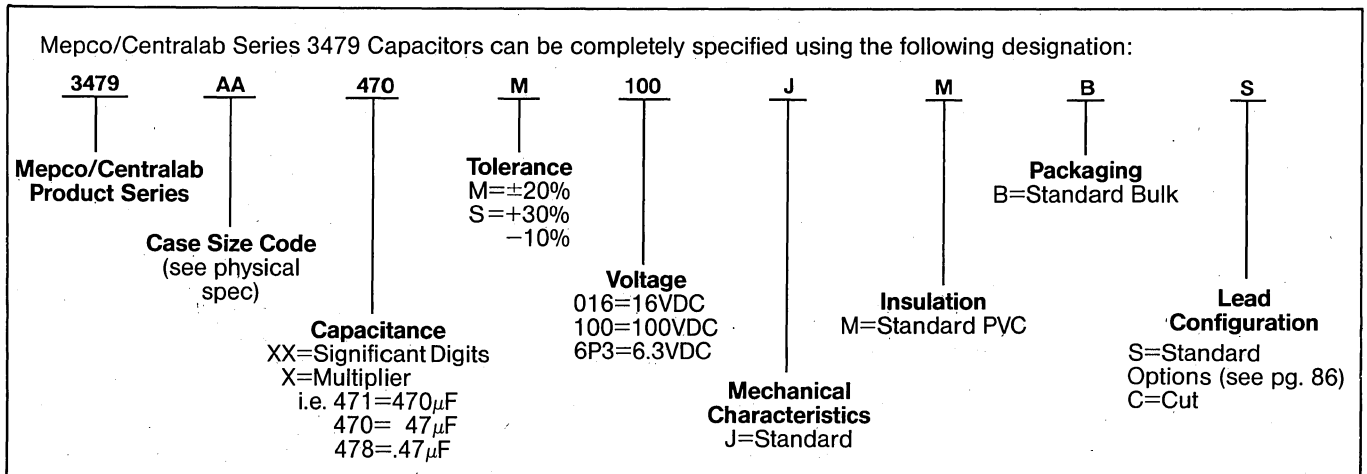 Mepco/Centralab Series 3479 Capacitors can be completely specified using the following designation:
3479 AA 470 M 100 J M B S
Mepco/Centralab
Product Series
Case Size Code
(see physical
spec)
Capacitance
XX=Significant Digits
X=Multiplier
i.e. 471=470μF
470= 47μF
478=.47μF
Tolerance
M=±20%
S=+30%
−10%
Voltage
016=16VDC
100=100VDC
6P3=6.3VDC
Mechanical
Characteristics
J=Standard
Insulation
M=Standard PVC
Packaging
B=Standard Bulk
Lead
Configuration
S=Standard
Options (see pg. 86)
C=Cut